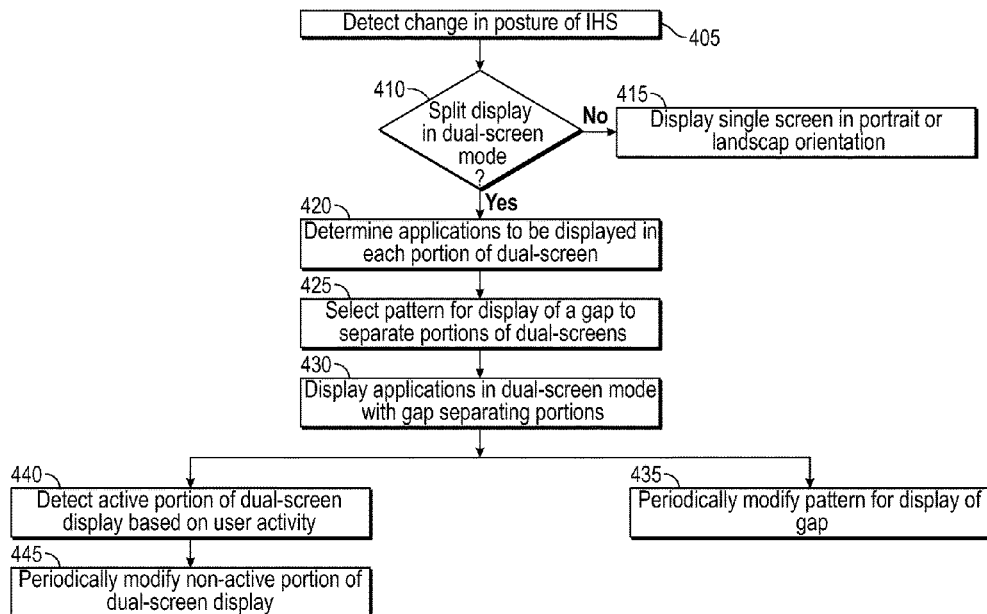 Detect change in posture of IHS
405
410
Split display
in dual-screen
mode
?
No
415
Display single screen in portrait or
landscap orientation
Yes
420
Determine applications to be displayed in
each portion of dual-screen
425
Select pattern for display of a gap to
separate portions of dual-screens
430
Display applications in dual-screen mode
with gap separating portions
440
Detect active portion of dual-screen
display based on user activity
435
Periodically modify pattern for display of
gap
445
Periodically modify non-active portion of
dual-screen display